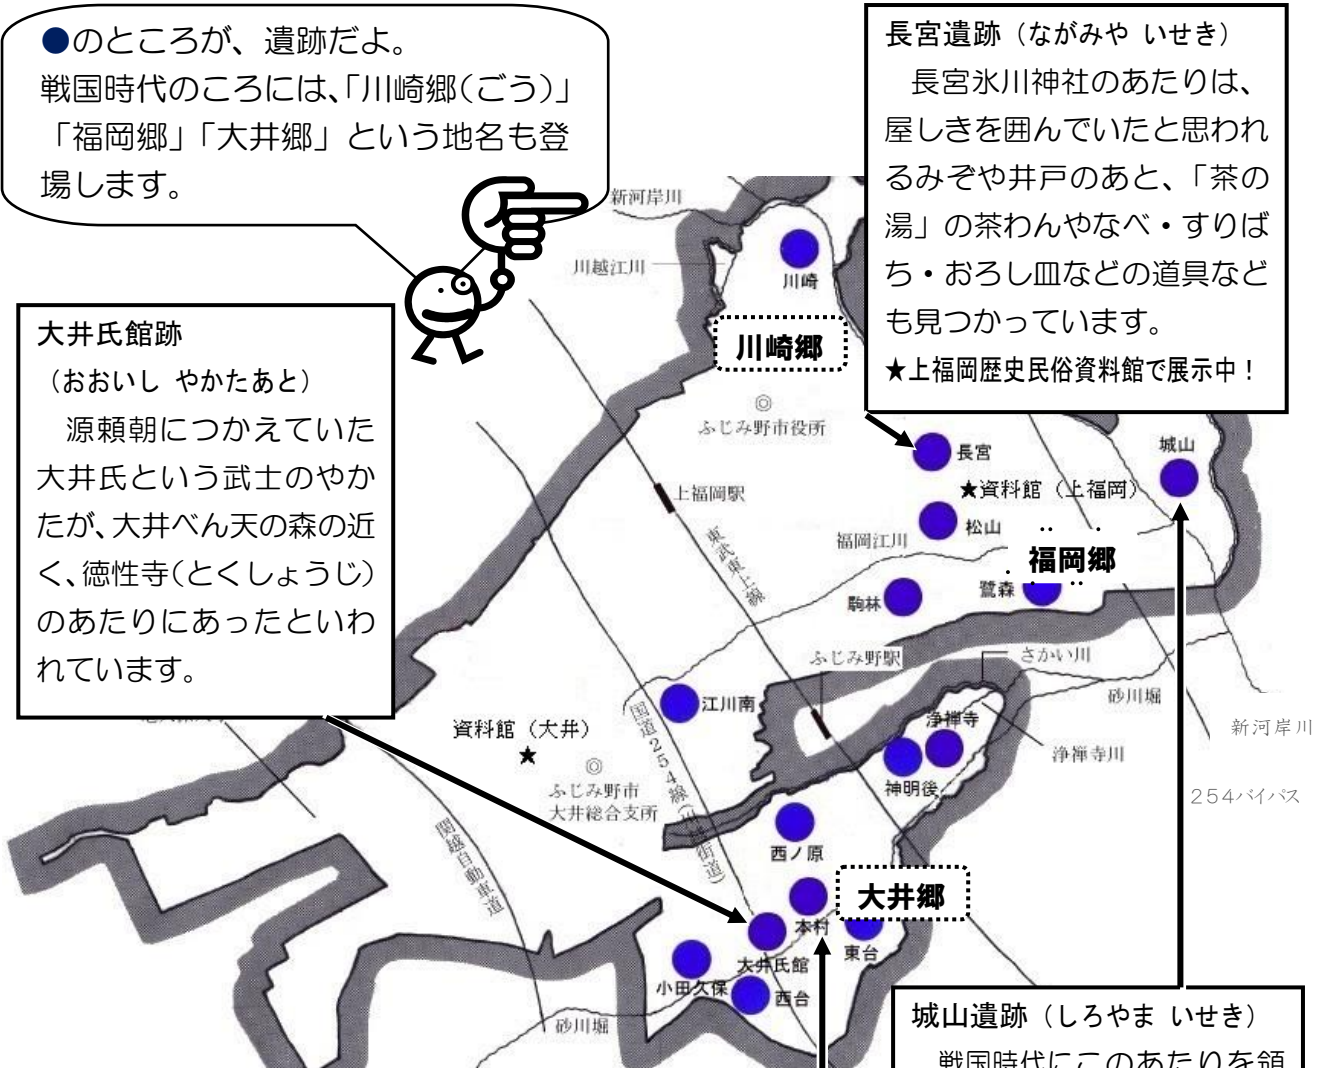 ●のところが、遺跡だよ。
戦国時代のころには、「川崎郷(ごう)」
「福岡郷」「大井郷」という地名も登
場します。
長宮遺跡（ながみや いせき）
長宮氷川神社のあたりは、
屋しきを囲んでいたと思われ
るみぞや井戸のあと、「茶の
湯」の茶わんやなべ・すりば
ち・おろし皿などの道具など
も見つかっています。
★上福岡歴史民俗資料館で展示中！
大井氏館跡
（おおいし やかたあと）
源頼朝につかえていた
大井氏という武士のやか
たが、大井べん天の森の近
く、徳性寺(とくしょうじ)
のあたりにあったといわ
れています。
新河岸川
川越江川
川崎
川崎郷
ふじみ野市役所
長宮
城山
★資料館（上福岡）
上福岡駅
松山
福岡江川
東武東上線
福岡郷
鷺森
駒林
ふじみ野駅
さかい川
砂川堀
江川南
新河岸川
資料館（大井）
★
国道254線(川越街道)
浄禅寺
浄禅寺川
神明後
ふじみ野市
大井総合支所
254バイパス
西ノ原
関越自動車道
大井郷
本村
東台
大井氏館
小田久保
西台
砂川堀
城山遺跡（しろやま いせき）
戦国時代にこのあたりを領